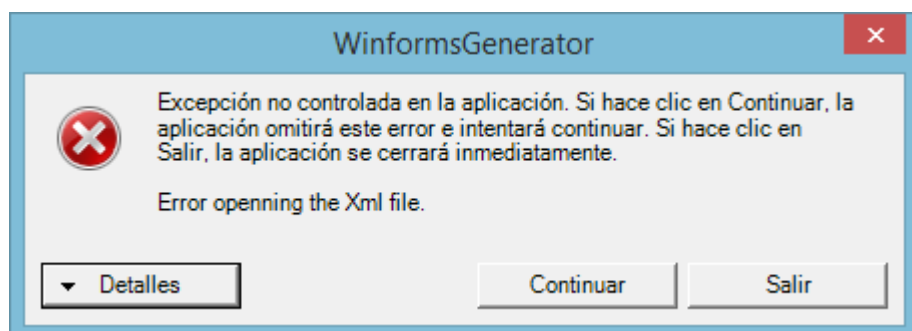 WinformsGenerator
Excepción no controlada en la aplicación. Si hace clic en Continuar, la
aplicación omitirá este error e intentará continuar. Si hace clic en
Salir, la aplicación se cerrará inmediatamente.
Error openning the Xml file.
Detalles
Continuar
Salir